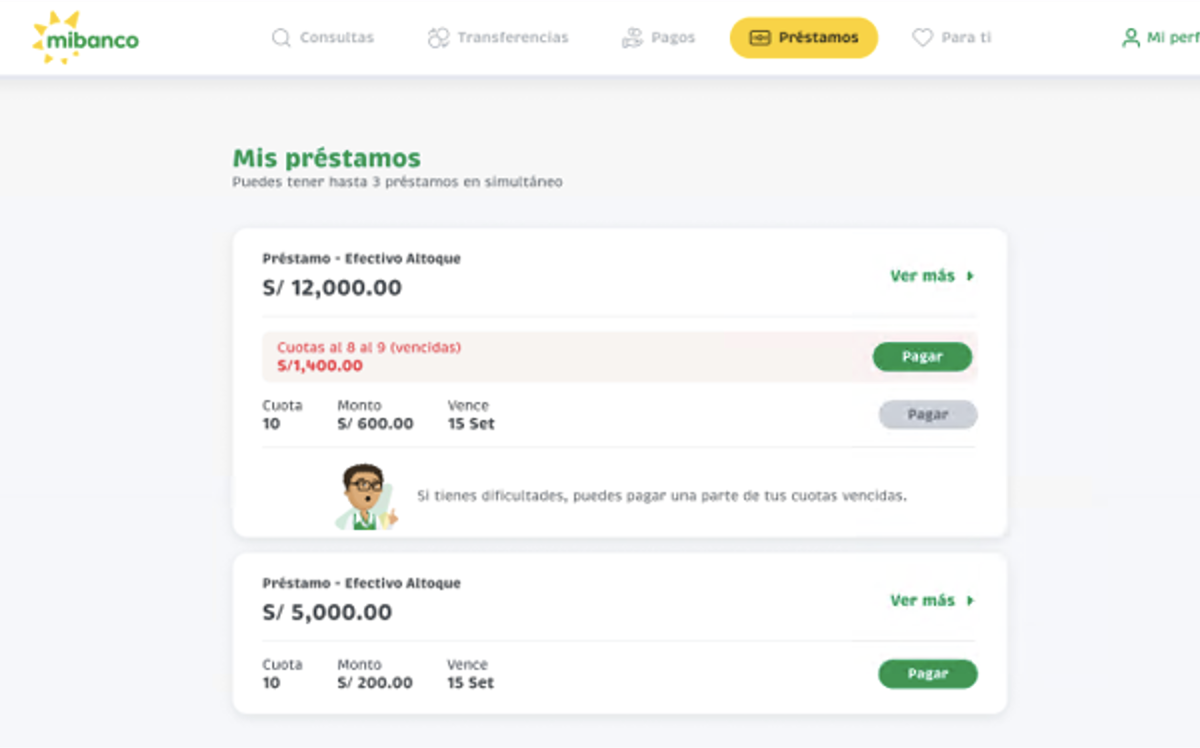 mibanco
Consultas
Transferencias
Pagos
Préstamos
Para ti
Mi perf
Mis préstamos
Puedes tener hasta 3 préstamos en simultáneo
Préstamo - Efectivo Altoque
S/ 12,000.00
Ver más
Cuotas al 8 al 9 (vencidas)
S/1,400.00
Pagar
Cuota Monto Vence
10 S/ 600.00 15 Set
Pagar
Si tienes dificultades, puedes pagar una parte de tus cuotas vencidas.
Préstamo - Efectivo Altoque
S/ 5,000.00
Ver más
Cuota Monto Vence
10 S/ 200.00 15 Set
Pagar